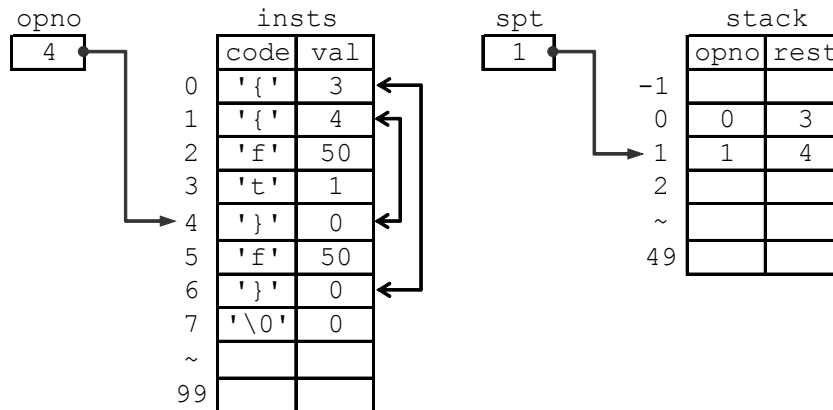 opno insts spt stack
4 code val 1 opno rest
0 '{' 3 -1
1 '{' 4 0 0 3
2 'f' 50 1 1 4
3 't' 1 2
4 '}' 0 ~
5 'f' 50 49
6 '}' 0
7 '\0' 0
~
99